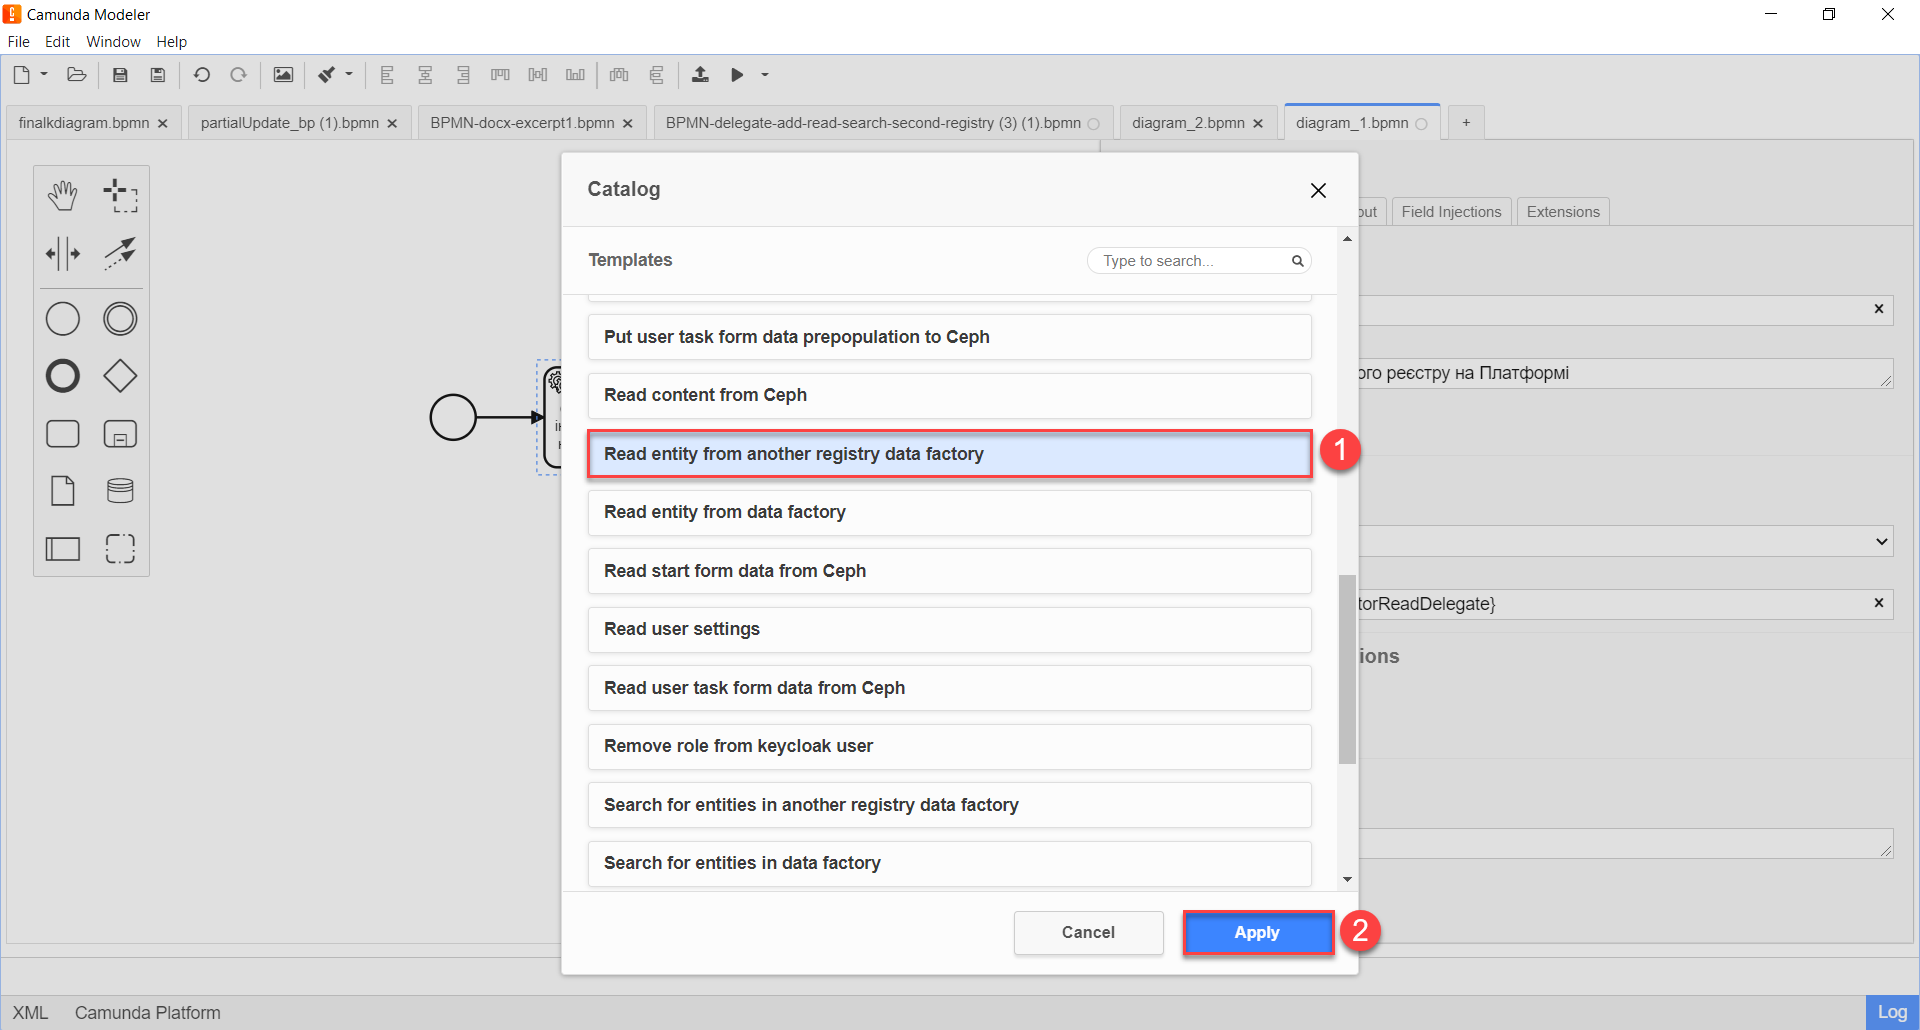 Camunda Modeler
File Edit Window Help
finalkdiagram.bpmn
partialUpdate_bp (1).bpmn
BPMN-docx-excerpt1.bpmn
BPMN-delegate-add-read-search-second-registry (3) (1).bpmn
diagram_2.bpmn
diagram_1.bpmn
+
Catalog
Templates
Type to search...
Put user task form data prepopulation to Ceph
Read content from Ceph
Read entity from another registry data factory
1
Read entity from data factory
Read start form data from Ceph
Read user settings
Read user task form data from Ceph
Remove role from keycloak user
Search for entities in another registry data factory
Search for entities in data factory
Cancel
Apply
2
Field Injections
Extensions
ого реєстру на Платформі
torReadDelegate}
ions
XML
Camunda Platform
Log